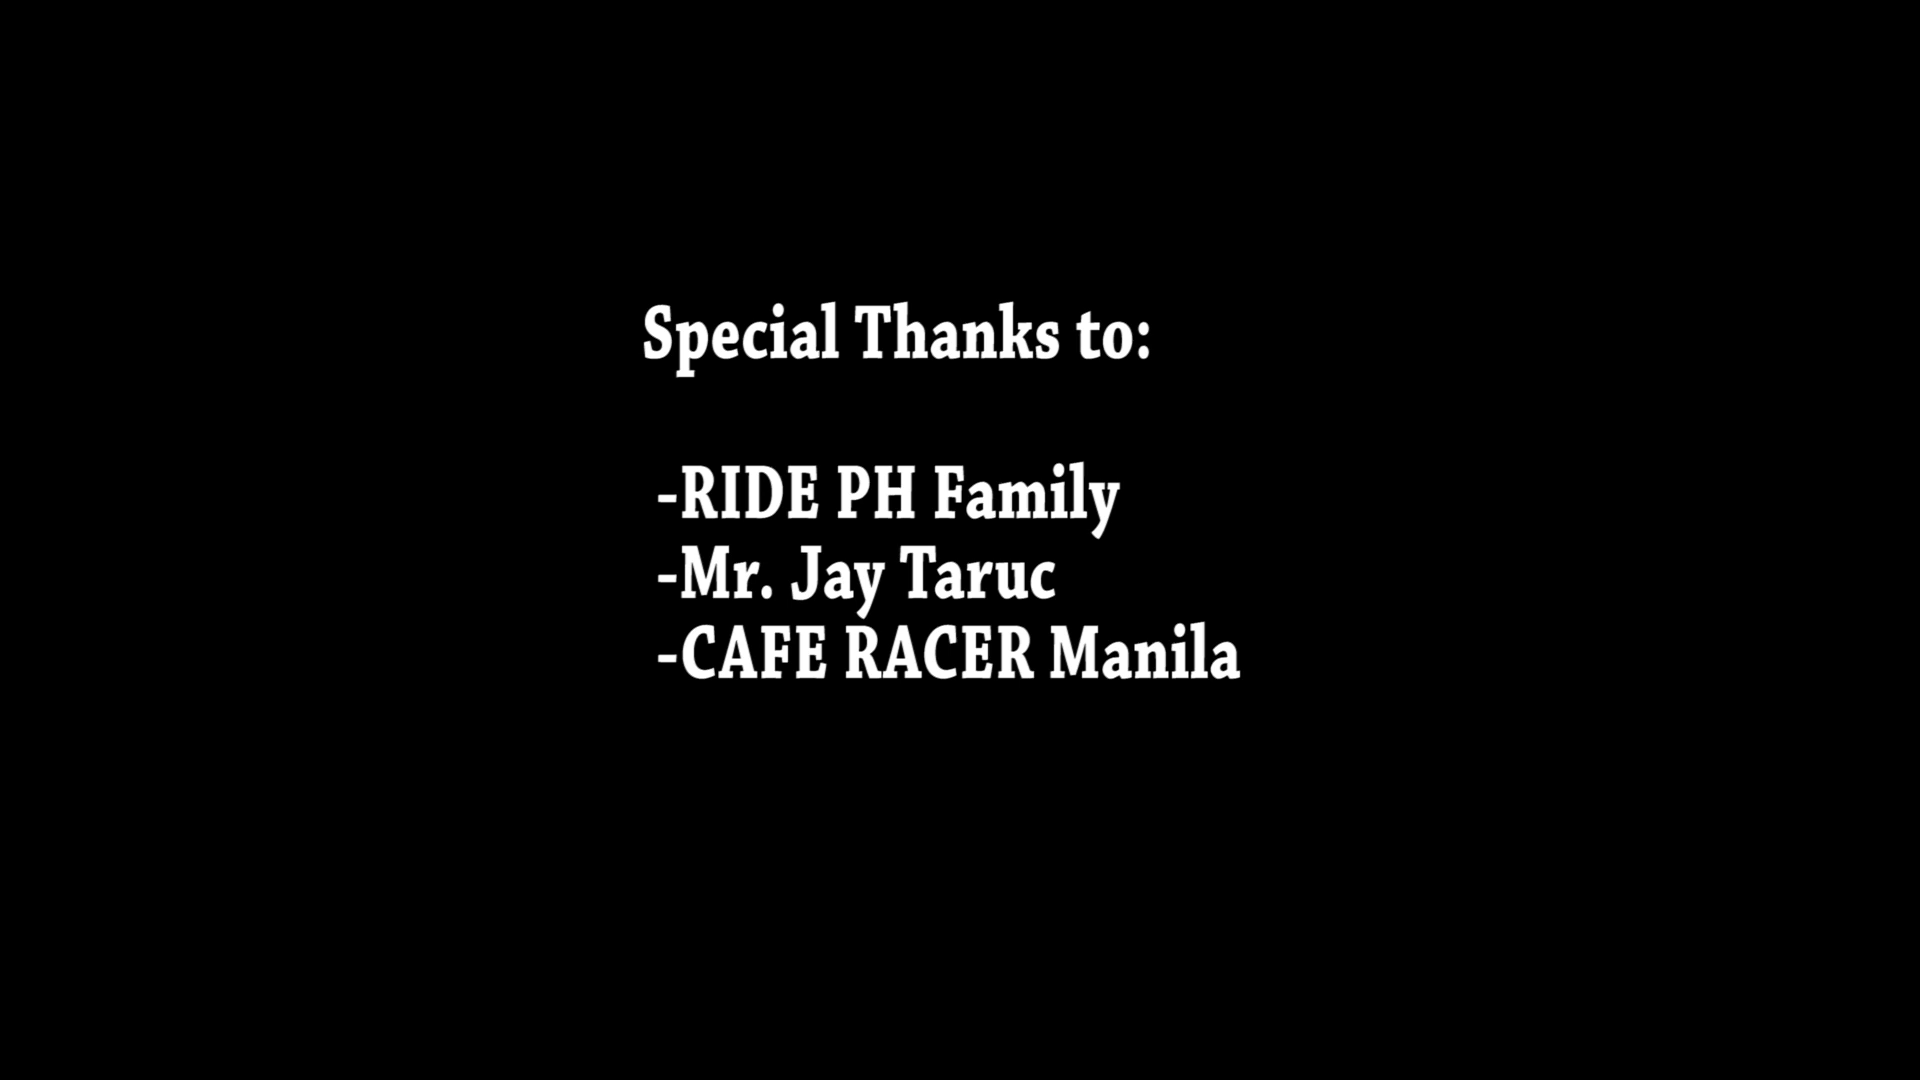 Special Thanks to:
-RIDE PH Family
-Mr. Jay Taruc
-CAFE RACER Manila